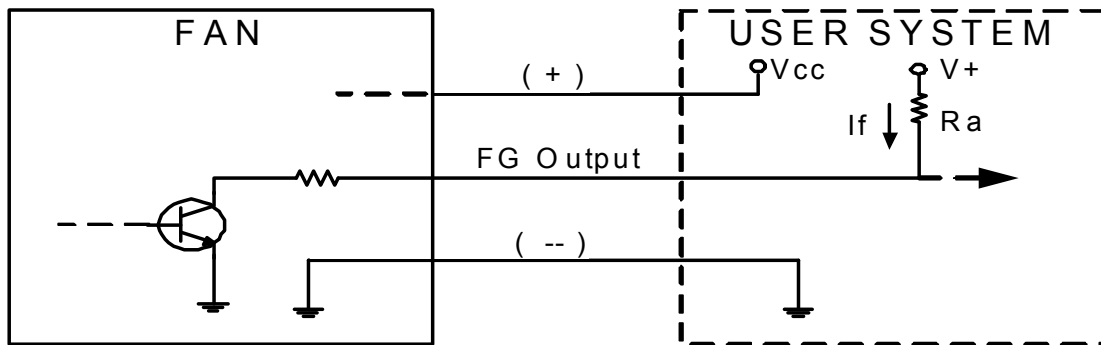 FAN
USER SYSTEM
( + )
Vcc
V+
If
Ra
FG Output
( -- )